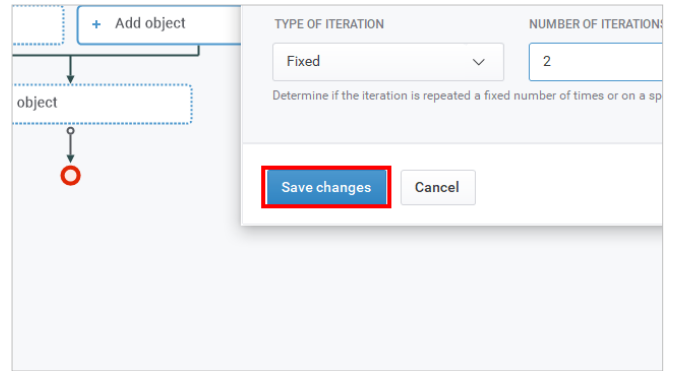 + Add object
object
TYPE OF ITERATION
NUMBER OF ITERATIONS
Fixed
2
Determine if the iteration is repeated a fixed number of times or on a sp
Save changes
Cancel